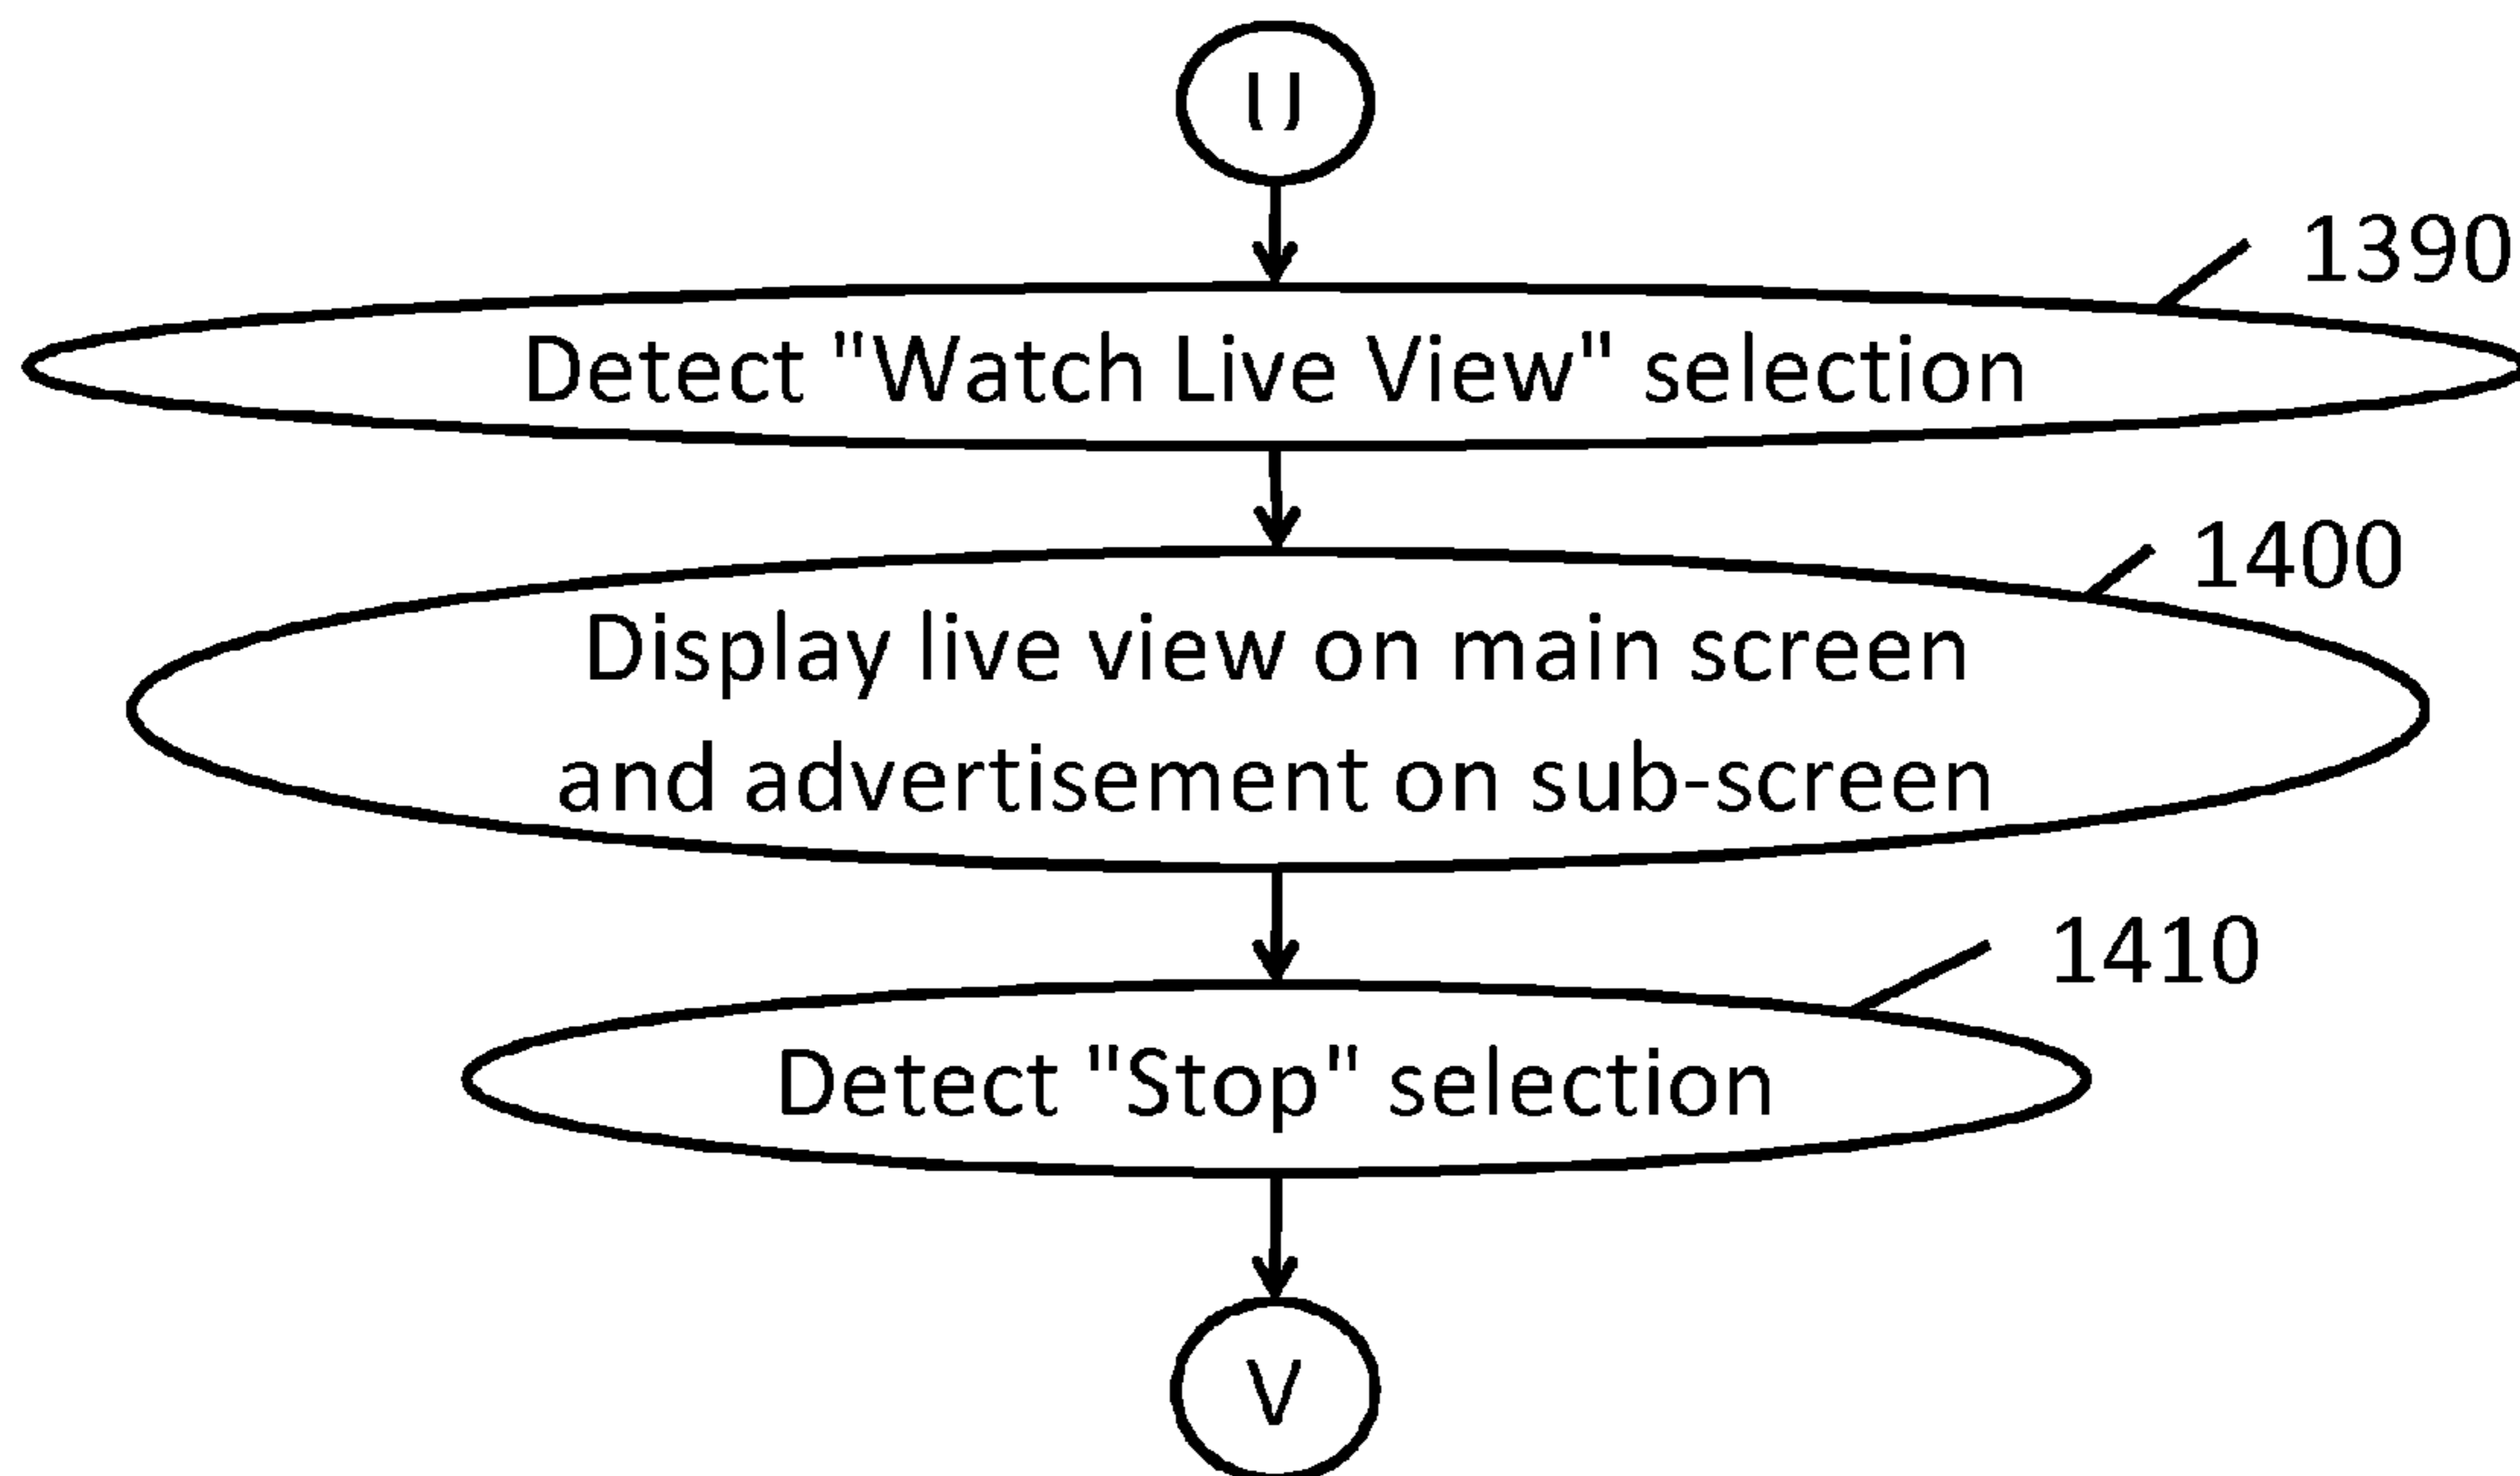 U
1390
Detect "Watch Live View" selection
1400
Display live view on main screen
and advertisement on sub-screen
1410
Detect "Stop" selection
V